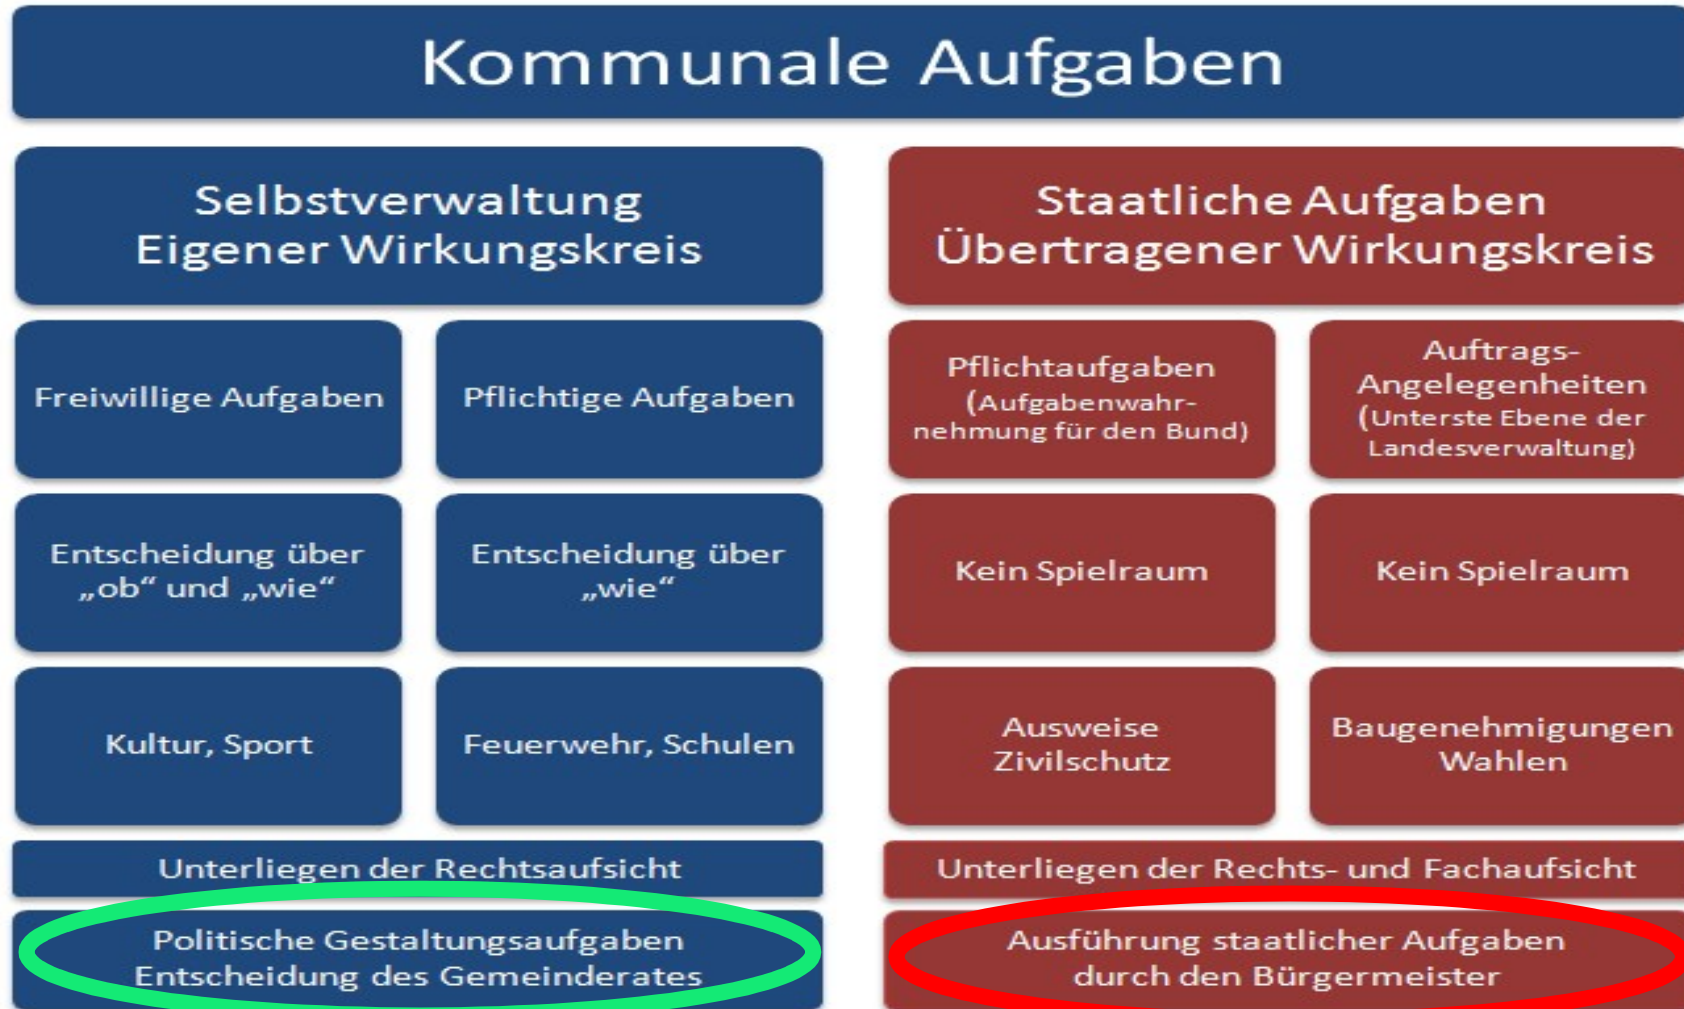 Kommunale Aufgaben
Selbstverwaltung
Eigener Wirkungskreis
Staatliche Aufgaben
Übertragener Wirkungskreis
Freiwillige Aufgaben
Pflichtige Aufgaben
Pflichtaufgaben
(Aufgabenwahr-
nehmung für den Bund)
Auftrags-
Angelegenheiten
(Unterste Ebene der
Landesverwaltung)
Entscheidung über
„ob“ und „wie“
Entscheidung über
„wie“
Kein Spielraum
Kein Spielraum
Kultur, Sport
Feuerwehr, Schulen
Ausweise
Zivilschutz
Baugenehmigungen
Wahlen
Unterliegen der Rechtsaufsicht
Unterliegen der Rechts- und Fachaufsicht
Politische Gestaltungsaufgaben
Entscheidung des Gemeinderates
Ausführung staatlicher Aufgaben
durch den Bürgermeister